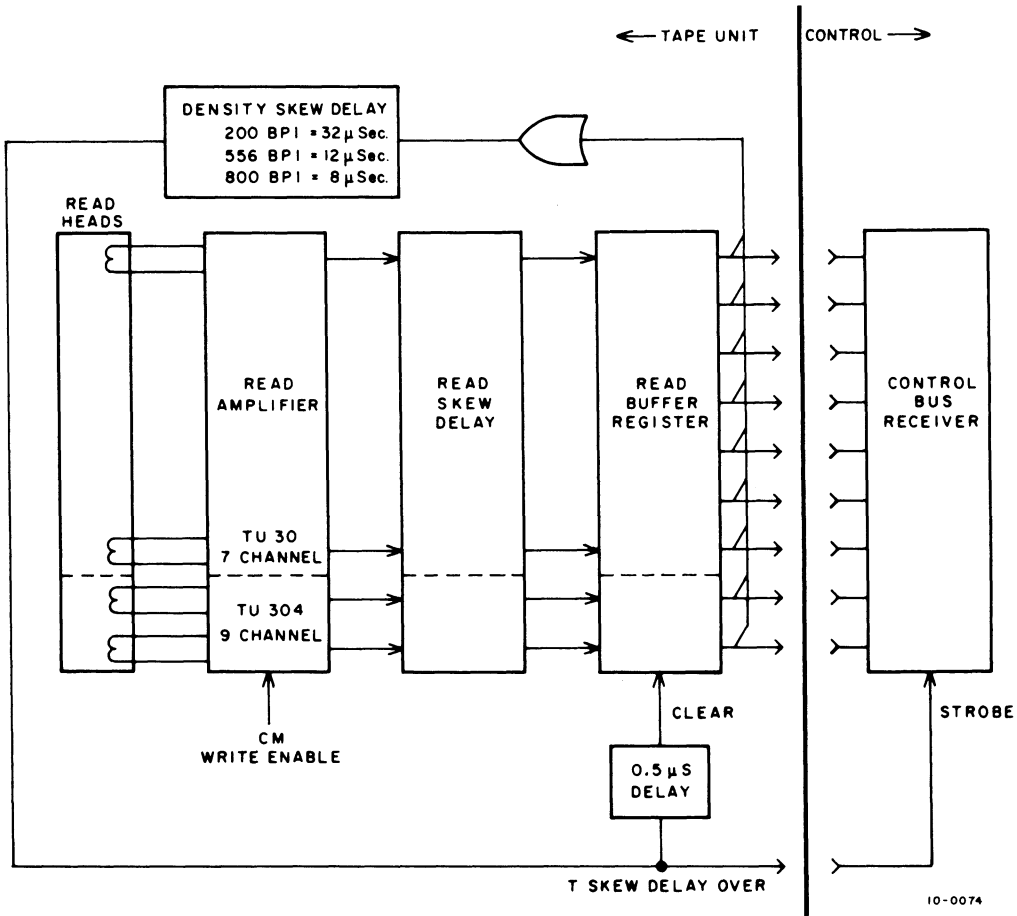 TAPE UNIT
CONTROL
DENSITY SKEW DELAY
200 BPI = 32 μ Sec.
556 BPI = 12 μ Sec.
800 BPI = 8 μ Sec.
READ
HEADS
READ
AMPLIFIER
TU 30
7 CHANNEL
TU 304
9 CHANNEL
READ
SKEW
DELAY
READ
BUFFER
REGISTER
CONTROL
BUS
RECEIVER
CM
WRITE ENABLE
CLEAR
STROBE
0.5 μS
DELAY
T SKEW DELAY OVER
10-0074